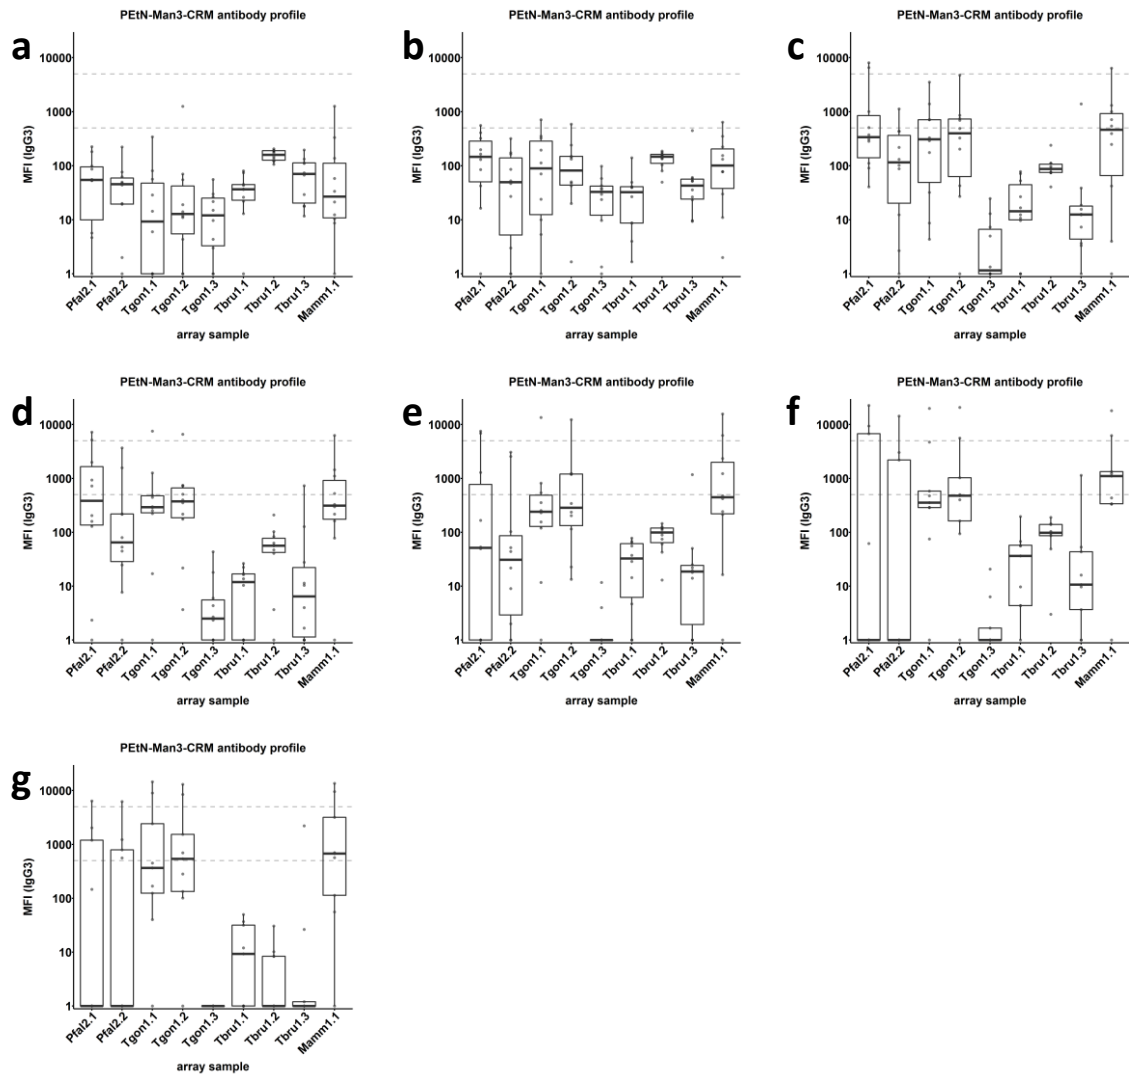 PEtN-Man3-CRM antibody profile
a
MFI (IgG3)
10000
1000
100
10
1
Pfal2.1
Pfal2.2
Tgon1.1
Tgon1.2
Tgon1.3
Tbru1.1
Tbru1.2
Tbru1.3
Mamm1.1
array sample
PEtN-Man3-CRM antibody profile
b
MFI (IgG3)
10000
1000
100
10
1
Pfal2.1
Pfal2.2
Tgon1.1
Tgon1.2
Tgon1.3
Tbru1.1
Tbru1.2
Tbru1.3
Mamm1.1
array sample
PEtN-Man3-CRM antibody profile
c
MFI (IgG3)
10000
1000
100
10
1
Pfal2.1
Pfal2.2
Tgon1.1
Tgon1.2
Tgon1.3
Tbru1.1
Tbru1.2
Tbru1.3
Mamm1.1
array sample
PEtN-Man3-CRM antibody profile
d
MFI (IgG3)
10000
1000
100
10
1
Pfal2.1
Pfal2.2
Tgon1.1
Tgon1.2
Tgon1.3
Tbru1.1
Tbru1.2
Tbru1.3
Mamm1.1
array sample
PEtN-Man3-CRM antibody profile
e
MFI (IgG3)
10000
1000
100
10
1
Pfal2.1
Pfal2.2
Tgon1.1
Tgon1.2
Tgon1.3
Tbru1.1
Tbru1.2
Tbru1.3
Mamm1.1
array sample
PEtN-Man3-CRM antibody profile
f
MFI (IgG3)
10000
1000
100
10
1
Pfal2.1
Pfal2.2
Tgon1.1
Tgon1.2
Tgon1.3
Tbru1.1
Tbru1.2
Tbru1.3
Mamm1.1
array sample
PEtN-Man3-CRM antibody profile
g
MFI (IgG3)
10000
1000
100
10
1
Pfal2.1
Pfal2.2
Tgon1.1
Tgon1.2
Tgon1.3
Tbru1.1
Tbru1.2
Tbru1.3
Mamm1.1
array sample